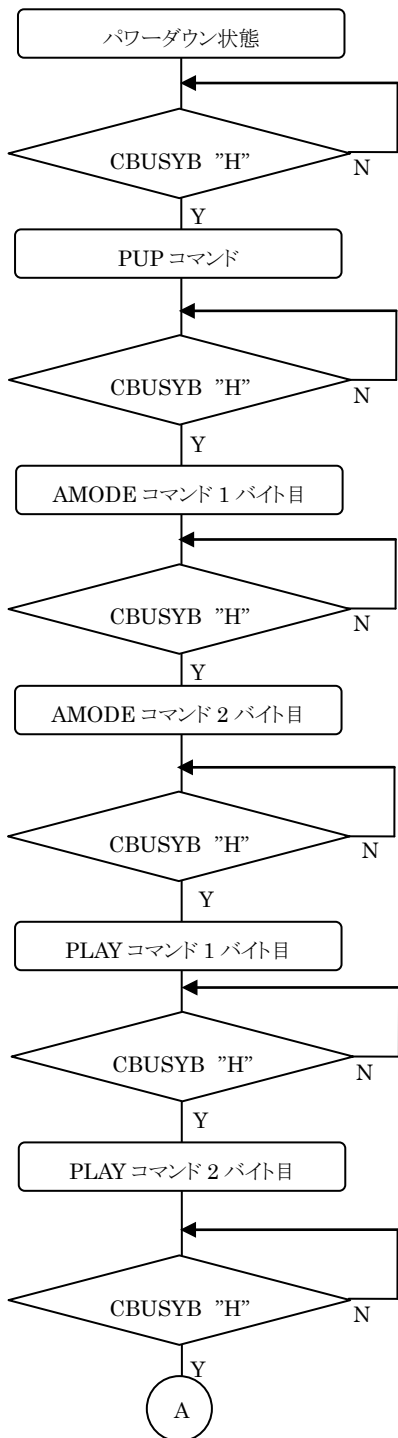 パワーダウン状態
CBUSYB "H"
N
Y
PUP コマンド
CBUSYB "H"
N
Y
AMODE コマンド 1 バイト目
CBUSYB "H"
N
Y
AMODE コマンド 2 バイト目
CBUSYB "H"
N
Y
PLAY コマンド 1 バイト目
CBUSYB "H"
N
Y
PLAY コマンド 2 バイト目
CBUSYB "H"
N
Y
A